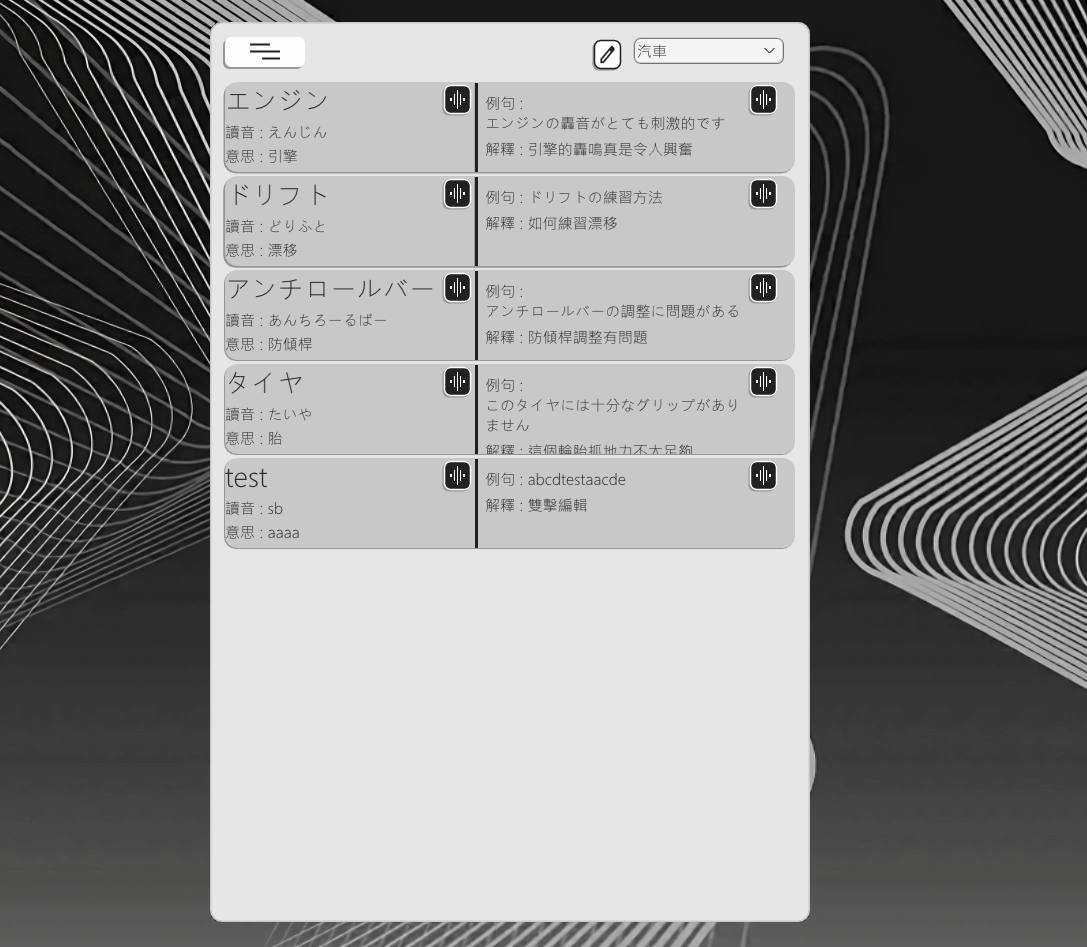 汽車
エンジン
讀音 : えんじん
意思 : 引擎
例句 :
エンジンの轟音がとても刺激的です
解釋 : 引擎的轟鳴真是令人興奮
ドリフト
讀音 : どりふと
意思 : 漂移
例句 : ドリフトの練習方法
解釋 : 如何練習漂移
アンチロールバー
讀音 : あんちろーるばー
意思 : 防傾桿
例句 :
アンチロールバーの調整に問題がある
解釋 : 防傾桿調整有問題
タイヤ
讀音 : たいや
意思 : 胎
例句 :
このタイヤには十分なグリップがあり
ません
解釋 : 這個輪胎抓地力不太足夠
test
讀音 : sb
意思 : aaaa
例句 : abcdtestaacde
解釋 : 雙擊編輯